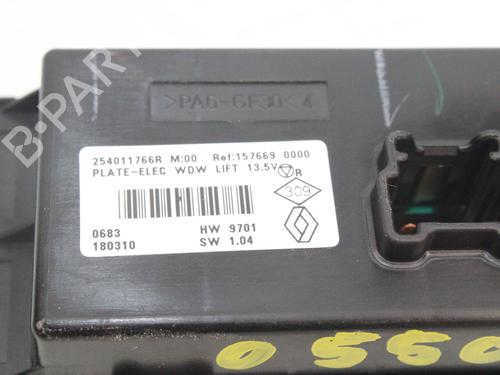 B-PARTS
>PA6-GF30<4
254011766R M:00 Ref:157669 0000
PLATE-ELEC WDW LIFT 13.5V R
309
0683 HW 9701
180310 SW 1.04